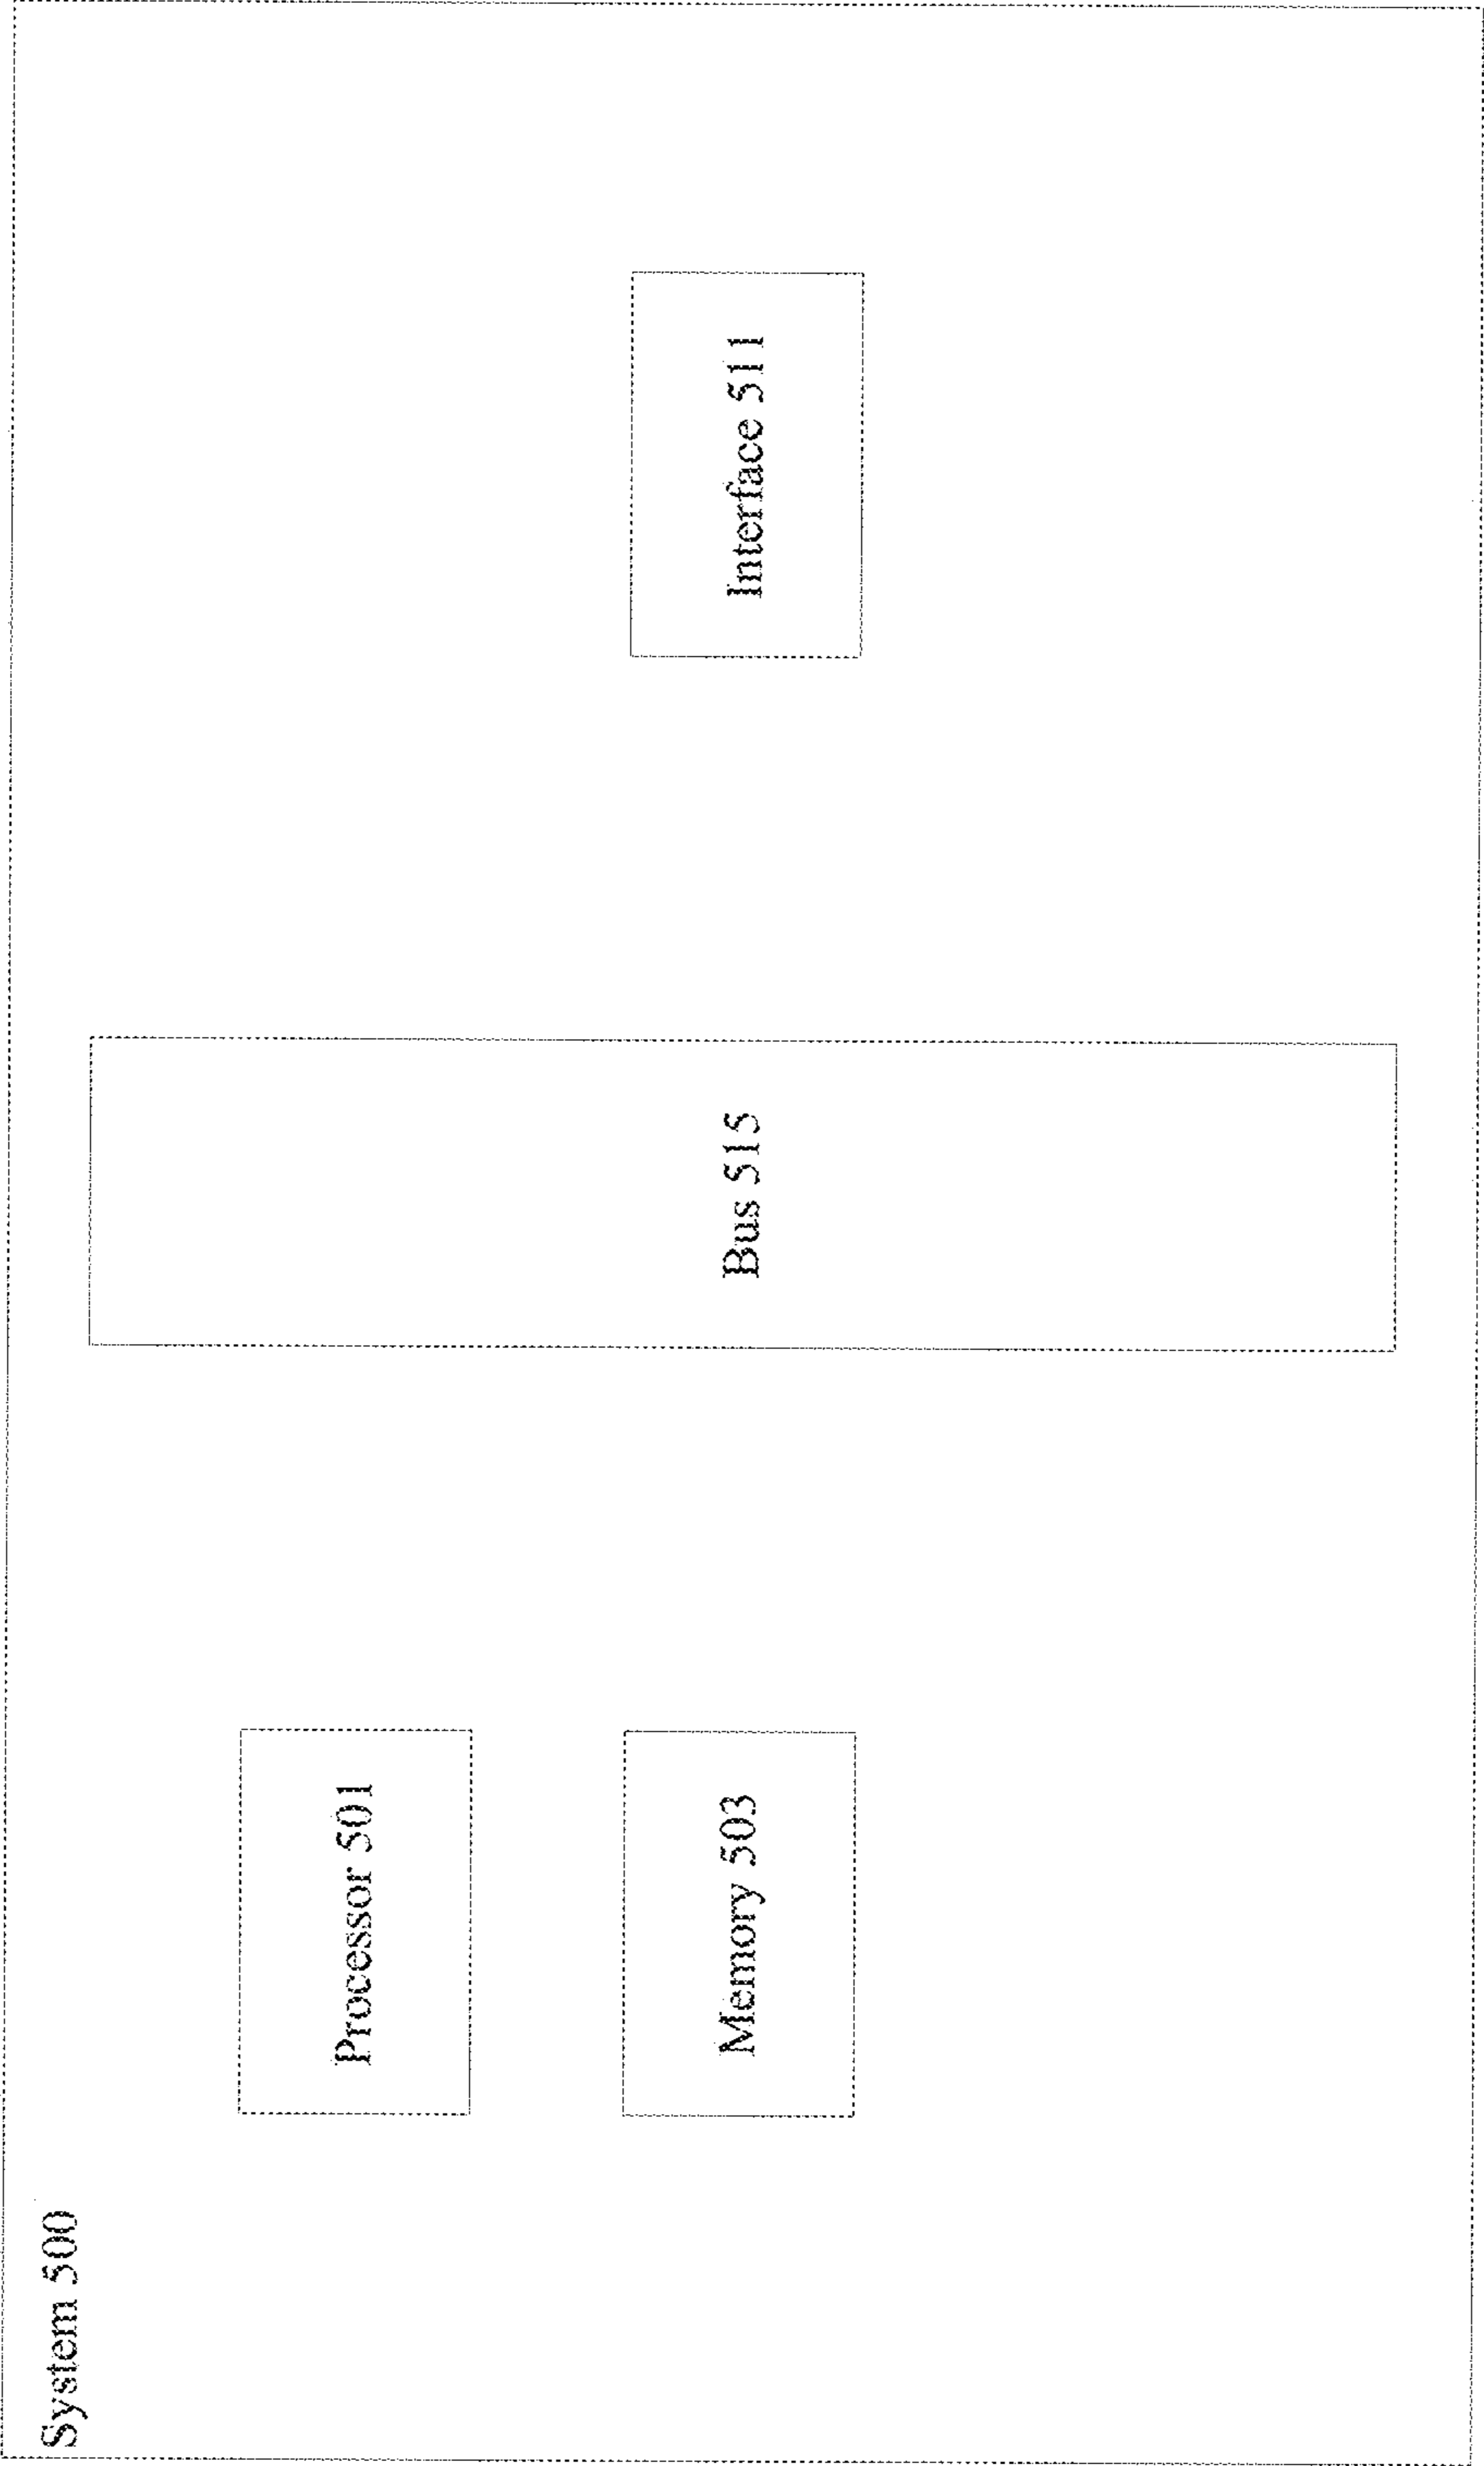 System 500
Processor 501
Memory 503
Bus 515
Interface 511